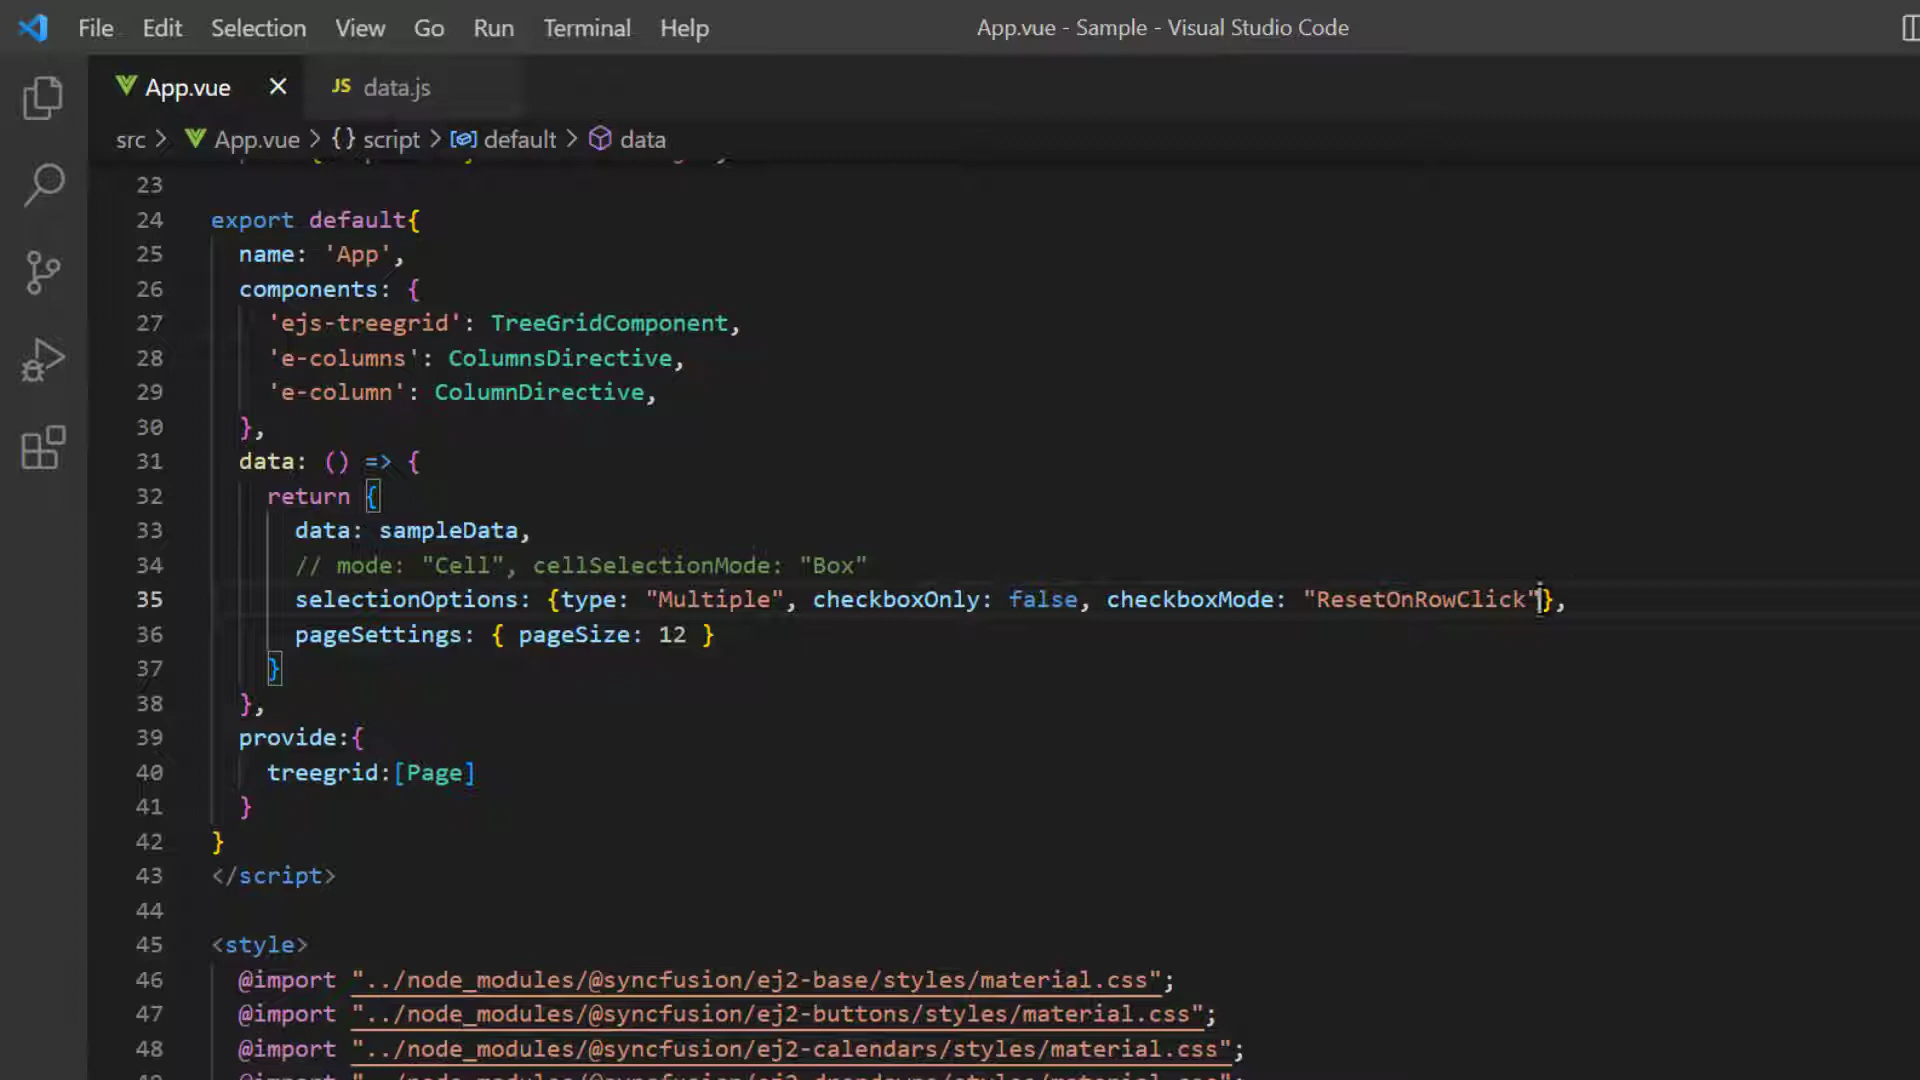 File Edit Selection View Go Run Terminal Help App.vue - Sample - Visual Studio Code
App.vue JS data.js
src > App.vue > {} script > default > data
23
24 export default{
25 name: 'App',
26 components: {
27 'ejs-treegrid': TreeGridComponent,
28 'e-columns': ColumnsDirective,
29 'e-column': ColumnDirective,
30 },
31 data: () => {
32 return {
33 data: sampleData,
34 // mode: "Cell", cellSelectionMode: "Box"
35 selectionOptions: {type: "Multiple", checkboxOnly: false, checkboxMode: "ResetOnRowClick"},
36 pageSettings: { pageSize: 12 }
37 }
38 },
39 provide:{
40 treegrid:[Page]
41 }
42 }
43 </script>
44
45 <style>
46 @import "../node_modules/@syncfusion/ej2-base/styles/material.css";
47 @import "../node_modules/@syncfusion/ej2-buttons/styles/material.css";
48 @import "../node_modules/@syncfusion/ej2-calendars/styles/material.css";